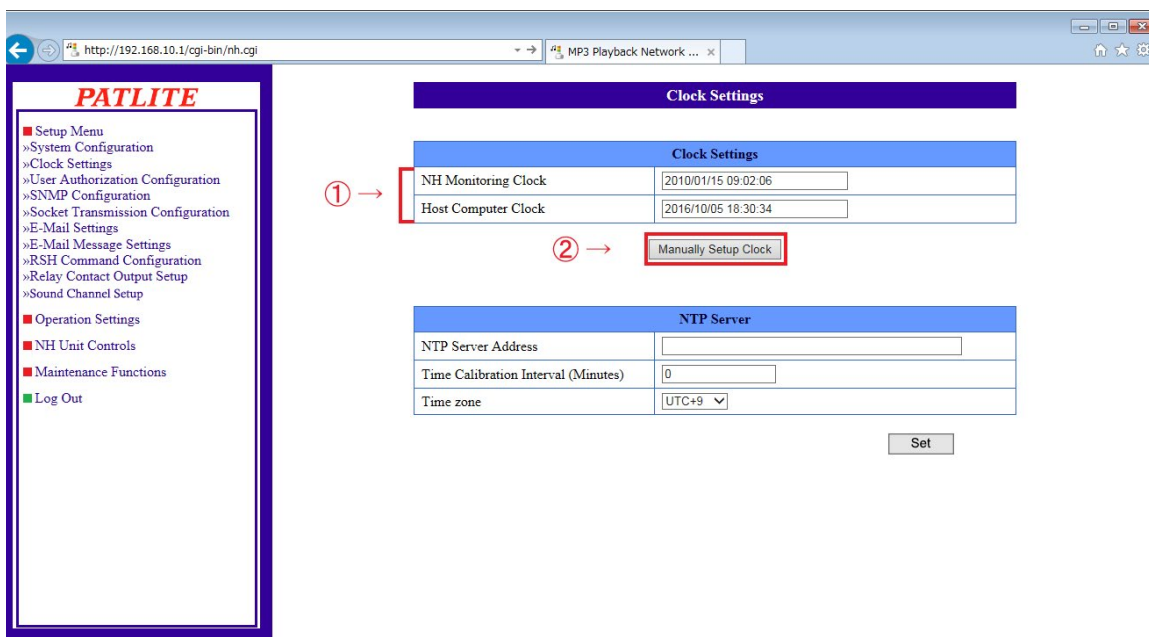 http://192.168.10.1/cgi-bin/nh.cgi
MP3 Playback Network ...
PATLITE
Setup Menu
»System Configuration
»Clock Settings
»User Authorization Configuration
»SNMP Configuration
»Socket Transmission Configuration
»E-Mail Settings
»E-Mail Message Settings
»RSH Command Configuration
»Relay Contact Output Setup
»Sound Channel Setup
Operation Settings
NH Unit Controls
Maintenance Functions
Log Out
Clock Settings
Clock Settings
① →
NH Monitoring Clock 2010/01/15 09:02:06
Host Computer Clock 2016/10/05 18:30:34
② → Manually Setup Clock
NTP Server
NTP Server Address
Time Calibration Interval (Minutes) 0
Time zone UTC+9
Set